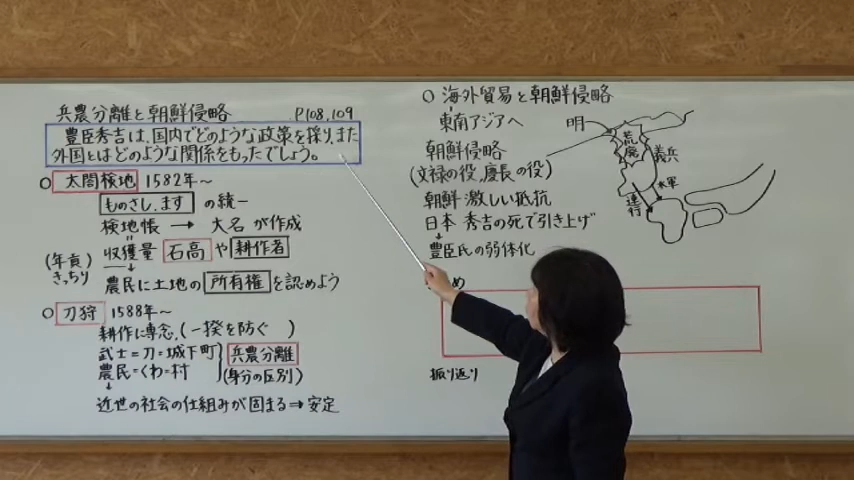 兵農分離と朝鮮侵略 P108,109
豊臣秀吉は、国内でどのような政策を採り、また
外国とはどのような関係をもったでしょう。
○ 太閤検地 1582年～
ものさし、ます の統一
検地帳 → 大名が作成
(年貢) 収穫量 石高 や 耕作者
きっちり
農民に土地の 所有権 を認めよう
○ 刀狩 1588年～
耕作に専念,(一揆を防ぐ )
武士=刀=城下町 兵農分離
農民=くわ=村 (身分の区別)
近世の社会の仕組みが固まる⇒安定
○ 海外貿易と朝鮮侵略
東南アジアへ
朝鮮侵略
(文禄の役,慶長の役)
朝鮮 激しい抵抗
日本 秀吉の死で引き上げ
豊臣氏の弱体化
明
荒廃
義兵
水軍
連行
め
振り返り